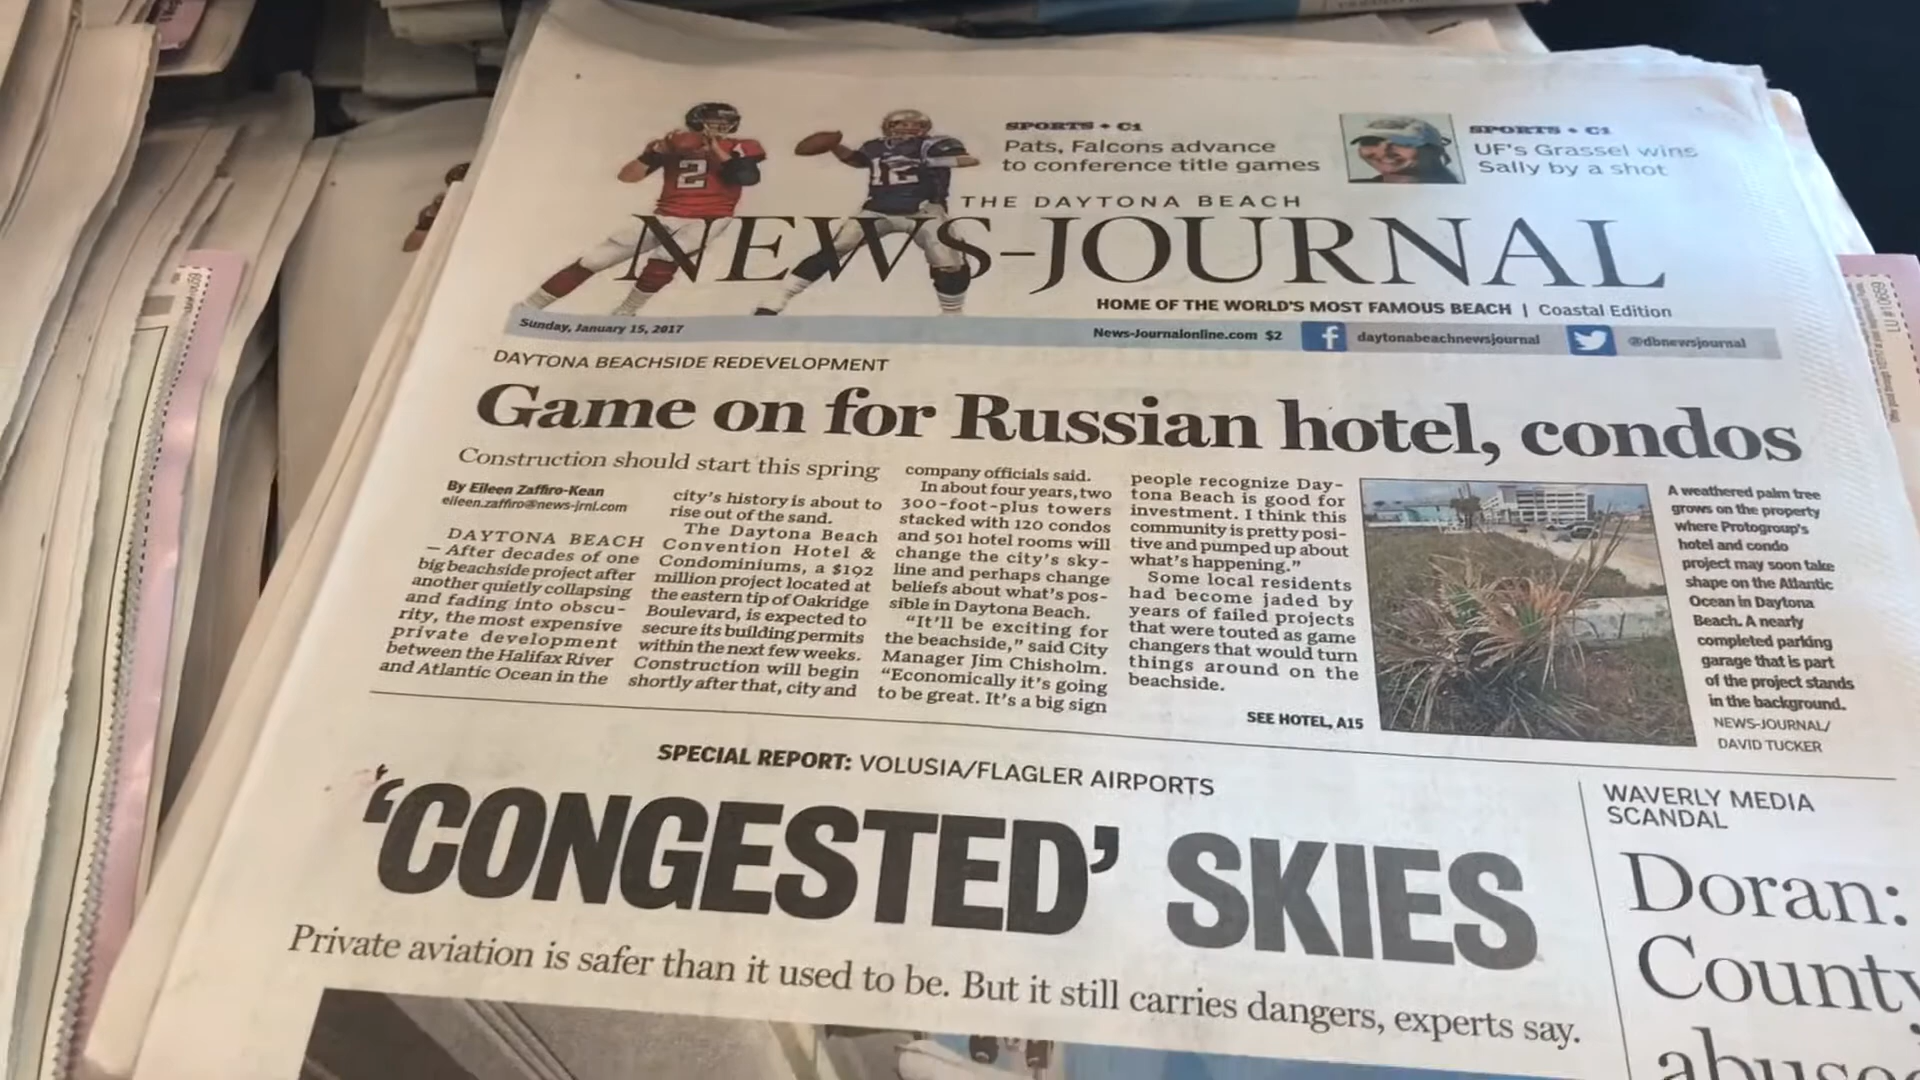 SPORTS • C1
Pats, Falcons advance
to conference title games
SPORTS • C1
UF's Grassel wins
Sally by a shot
2
12
THE DAYTONA BEACH
NEWS-JOURNAL
HOME OF THE WORLD'S MOST FAMOUS BEACH | Coastal Edition
Sunday, January 15, 2017
News-Journalonline.com $2
f daytonabeachnewsjournal
@dbnewsjournal
DAYTONA BEACHSIDE REDEVELOPMENT
Game on for Russian hotel, condos
Construction should start this spring
By Eileen Zaffiro-Kean
eileen.zaffiro@news-jrnl.com
DAYTONA BEACH
— After decades of one
big beachside project after
another quietly collapsing
and fading into obscu-
rity, the most expensive
private development
between the Halifax River
and Atlantic Ocean in the
city's history is about to
rise out of the sand.
The Daytona Beach
Convention Hotel &
Condominiums, a $192
million project located at
the eastern tip of Oakridge
Boulevard, is expected to
secure its building permits
within the next few weeks.
Construction will begin
shortly after that, city and
company officials said.
In about four years, two
300-foot-plus towers
stacked with 120 condos
and 501 hotel rooms will
change the city's sky-
line and perhaps change
beliefs about what's pos-
sible in Daytona Beach.
“It'll be exciting for
the beachside,” said City
Manager Jim Chisholm.
“Economically it's going
to be great. It's a big sign
people recognize Day-
tona Beach is good for
investment. I think this
community is pretty posi-
tive and pumped up about
what's happening.”
Some local residents
had become jaded by
years of failed projects
that were touted as game
changers that would turn
things around on the
beachside.
SEE HOTEL, A15
A weathered palm tree
grows on the property
where Protogroup's
hotel and condo
project may soon take
shape on the Atlantic
Ocean in Daytona
Beach. A nearly
completed parking
garage that is part
of the project stands
in the background.
NEWS-JOURNAL/
DAVID TUCKER
SPECIAL REPORT: VOLUSIA/FLAGLER AIRPORTS
‘CONGESTED’ SKIES
Private aviation is safer than it used to be. But it still carries dangers, experts say.
WAVERLY MEDIA
SCANDAL
Doran:
County
abuse
LU #10659